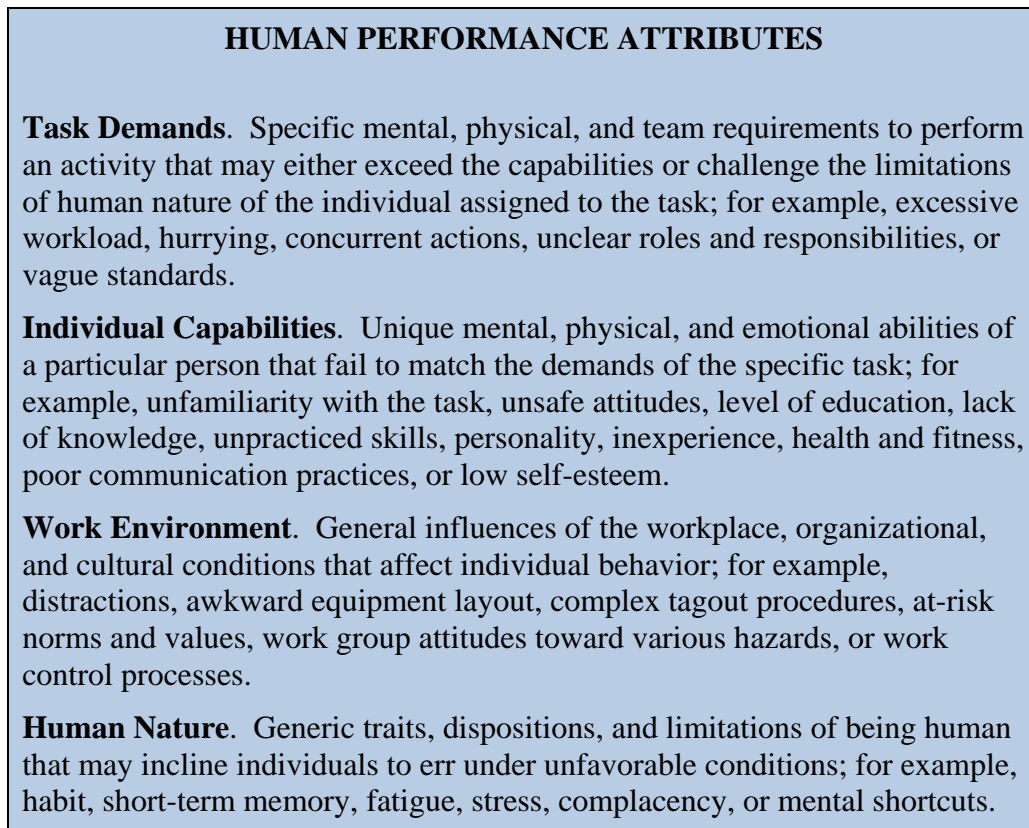 HUMAN PERFORMANCE ATTRIBUTES
Task Demands.  Specific mental, physical, and team requirements to perform
an activity that may either exceed the capabilities or challenge the limitations
of human nature of the individual assigned to the task; for example, excessive
workload, hurrying, concurrent actions, unclear roles and responsibilities, or
vague standards.
Individual Capabilities.  Unique mental, physical, and emotional abilities of
a particular person that fail to match the demands of the specific task; for
example, unfamiliarity with the task, unsafe attitudes, level of education, lack
of knowledge, unpracticed skills, personality, inexperience, health and fitness,
poor communication practices, or low self-esteem.
Work Environment.  General influences of the workplace, organizational,
and cultural conditions that affect individual behavior; for example,
distractions, awkward equipment layout, complex tagout procedures, at-risk
norms and values, work group attitudes toward various hazards, or work
control processes.
Human Nature.  Generic traits, dispositions, and limitations of being human
that may incline individuals to err under unfavorable conditions; for example,
habit, short-term memory, fatigue, stress, complacency, or mental shortcuts.